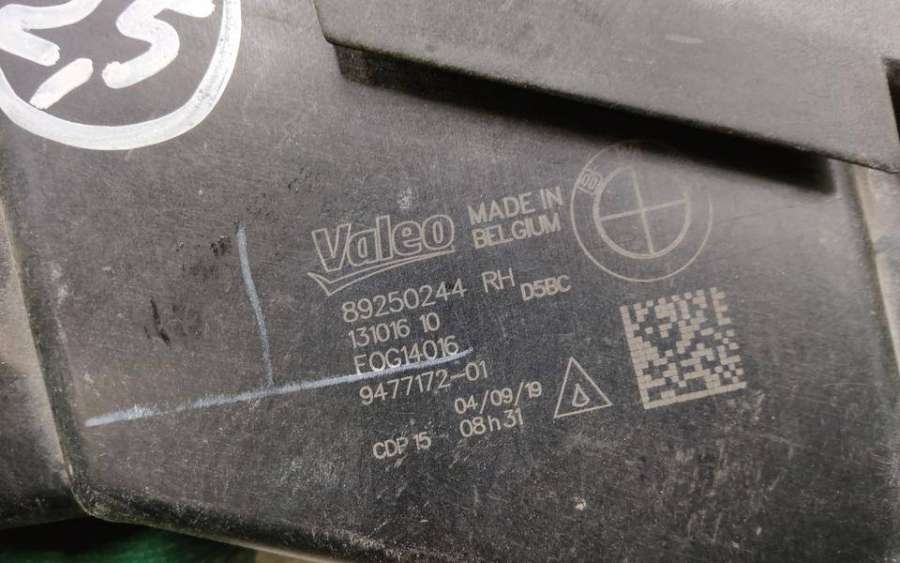 Valeo MADE IN
BELGIUM
89250244 RH D5BC
131016 10
FOG14016
9477172-01
04/09/19
CDP 15 08h31